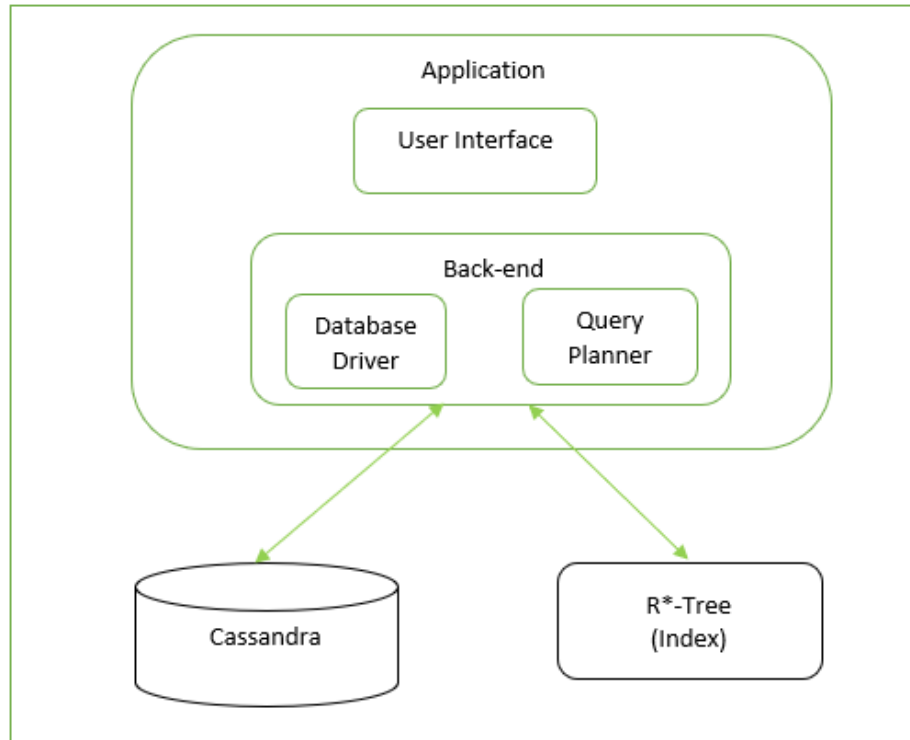 Application
User Interface
Back-end
Database
Driver
Query
Planner
Cassandra
R*-Tree
(Index)